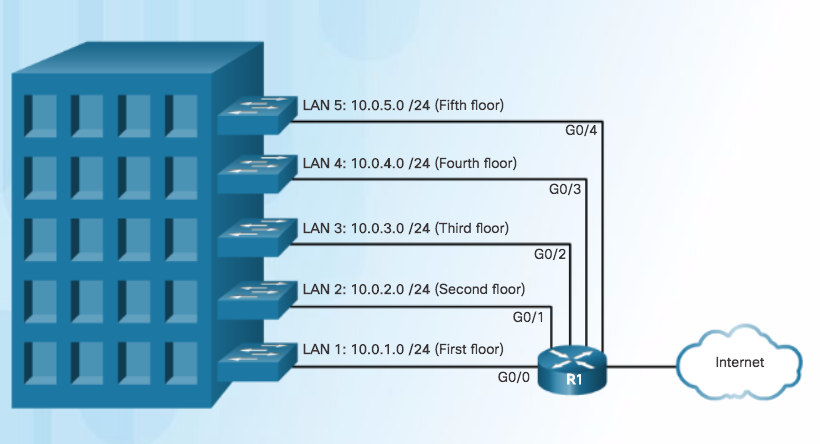 LAN 5: 10.0.5.0 /24 (Fifth floor)
G0/4
LAN 4: 10.0.4.0 /24 (Fourth floor)
G0/3
LAN 3: 10.0.3.0 /24 (Third floor)
G0/2
LAN 2: 10.0.2.0 /24 (Second floor)
G0/1
LAN 1: 10.0.1.0 /24 (First floor)
G0/0
R1
Internet